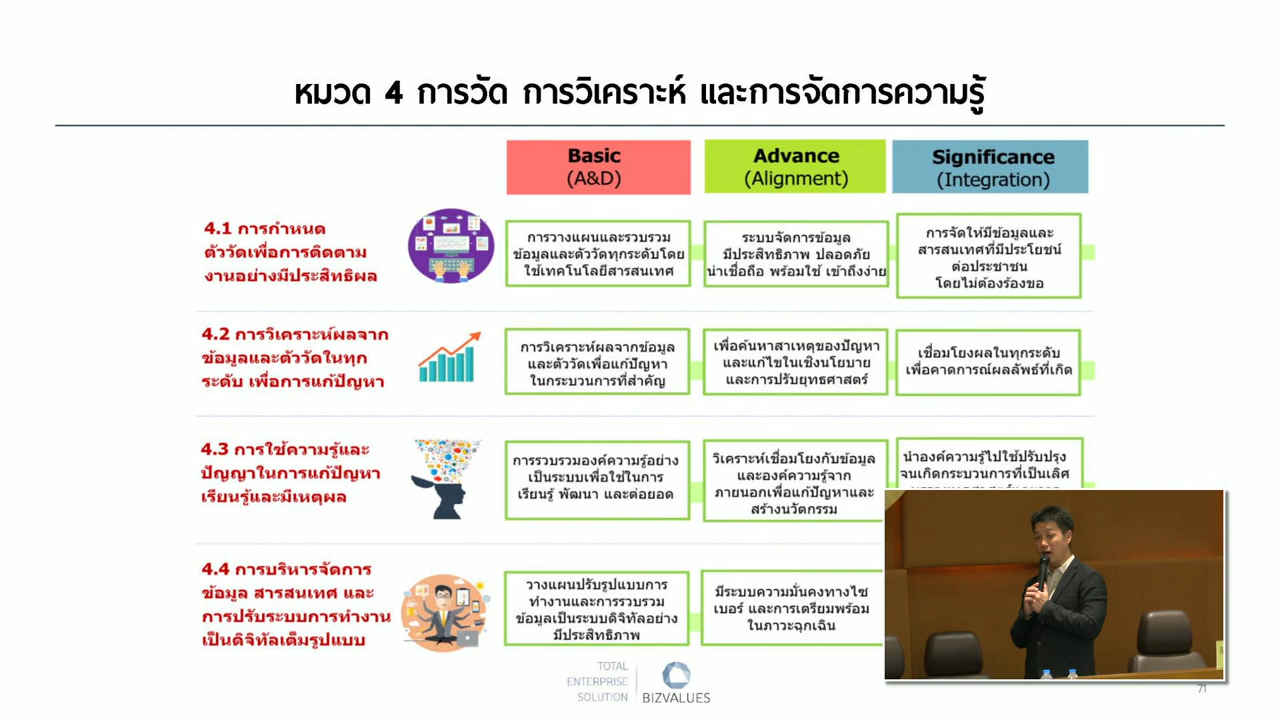 หมวด 4 การวัด การวิเคราะห์ และการจัดการความรู้
Basic
(A&D)
Advance
(Alignment)
Significance
(Integration)
4.1 การกำหนด
ตัววัดเพื่อการติดตาม
งานอย่างมีประสิทธิผล
การวางแผนและรวบรวม
ข้อมูลและตัววัดทุกระดับโดย
ใช้เทคโนโลยีสารสนเทศ
ระบบจัดการข้อมูล
มีประสิทธิภาพ ปลอดภัย
น่าเชื่อถือ พร้อมใช้ เข้าถึงง่าย
การจัดให้มีข้อมูลและ
สารสนเทศที่มีประโยชน์
ต่อประชาชน
โดยไม่ต้องร้องขอ
4.2 การวิเคราะห์ผลจาก
ข้อมูลและตัววัดในทุก
ระดับ เพื่อการแก้ปัญหา
การวิเคราะห์ผลจากข้อมูล
และตัววัดเพื่อแก้ปัญหา
ในกระบวนการที่สำคัญ
เพื่อค้นหาสาเหตุของปัญหา
และแก้ไขในเชิงนโยบาย
และการปรับยุทธศาสตร์
เชื่อมโยงผลในทุกระดับ
เพื่อคาดการณ์ผลลัพธ์ที่เกิด
4.3 การใช้ความรู้และ
ปัญญาในการแก้ปัญหา
เรียนรู้และมีเหตุผล
การรวบรวมองค์ความรู้อย่าง
เป็นระบบเพื่อใช้ในการ
เรียนรู้ พัฒนา และต่อยอด
วิเคราะห์เชื่อมโยงกับข้อมูล
และองค์ความรู้จาก
ภายนอกเพื่อแก้ปัญหาและ
สร้างนวัตกรรม
นำองค์ความรู้ไปใช้ปรับปรุง
จนเกิดกระบวนการที่เป็นเลิศ
4.4 การบริหารจัดการ
ข้อมูล สารสนเทศ และ
การปรับระบบการทำงาน
เป็นดิจิทัลเต็มรูปแบบ
วางแผนปรับรูปแบบการ
ทำงานและการรวบรวม
ข้อมูลเป็นระบบดิจิทัลอย่าง
มีประสิทธิภาพ
มีระบบความมั่นคงทางไซ
เบอร์ และการเตรียมพร้อม
ในภาวะฉุกเฉิน
TOTAL
ENTERPRISE
SOLUTION
BIZVALUES
71